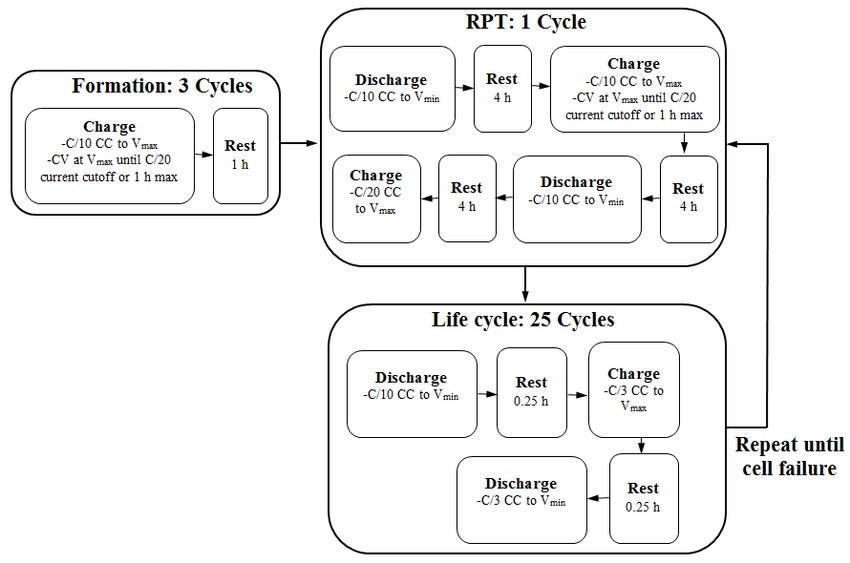 RPT: 1 Cycle
Discharge
-C/10 CC to Vmin
Rest
4 h
Charge
-C/10 CC to Vmax
-CV at Vmax until C/20
current cutoff or 1 h max
Formation: 3 Cycles
Charge
-C/10 CC to Vmax
-CV at Vmax until C/20
current cutoff or 1 h max
Rest
1 h
Charge
-C/20 CC
to Vmax
Rest
4 h
Discharge
-C/10 CC to Vmin
Rest
4 h
Life cycle: 25 Cycles
Discharge
-C/10 CC to Vmin
Rest
0.25 h
Charge
-C/3 CC to
Vmax
Discharge
-C/3 CC to Vmin
Rest
0.25 h
Repeat until
cell failure